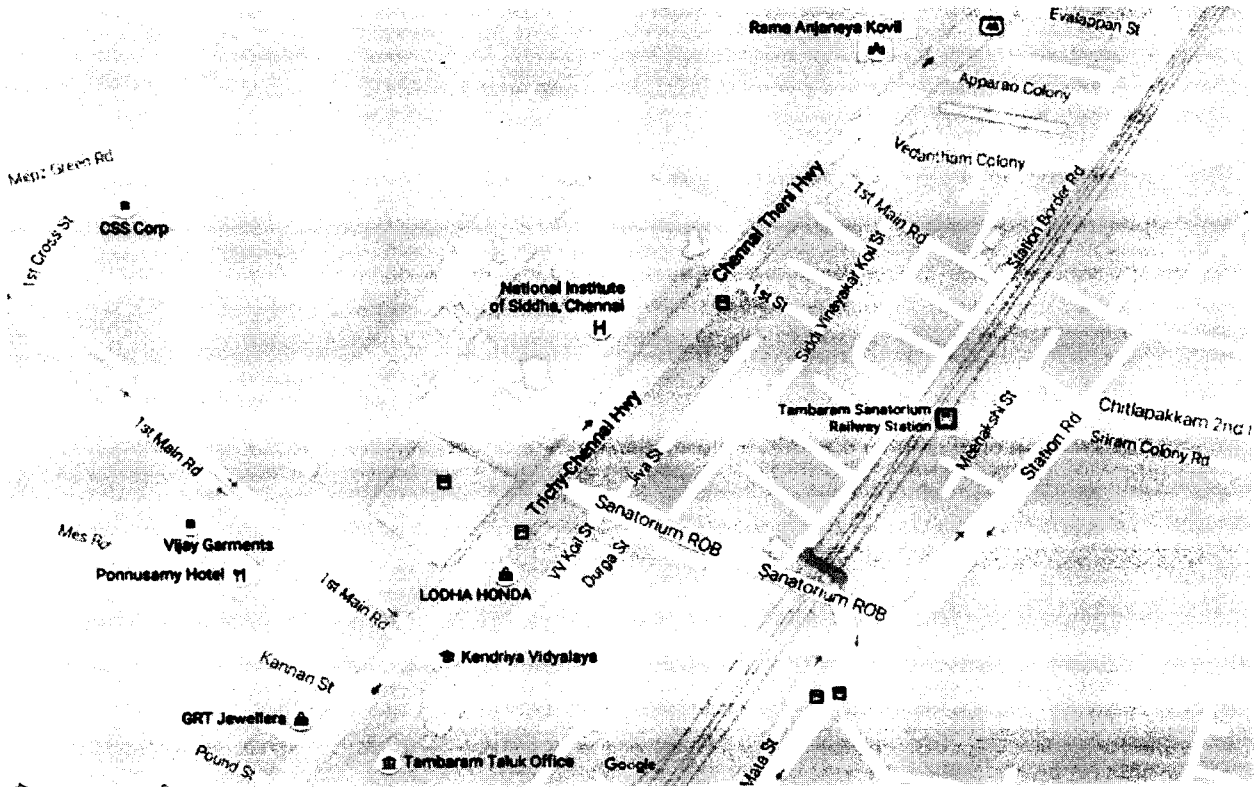 Rama Anjaneya Kovil
Evalappan St
Apparao Colony
Vedantham Colony
Mepz Green Rd
CSS Corp
1st Cross St
1st Main Rd
Station Border Rd
Chennai Theni Hwy
National Institute
of Siddha, Chennai
H
1st St
Siddi Vinayakar Koil St
Tambaram Sanatorium
Railway Station
Meenakshi St
Station Rd
Chitlapakkam 2nd
Sriram Colony Rd
1st Main Rd
Trichy-Chennai Hwy
Jiva St
Sanatorium ROB
Mes Rd
Vijay Garments
Ponnusamy Hotel
VV Koil St
Durga St
LODHA HONDA
Sanatorium ROB
1st Main Rd
Kendriya Vidyalaya
Kannan St
GRT Jewellers
Pound St
Tambaram Taluk Office
Google
Mata St